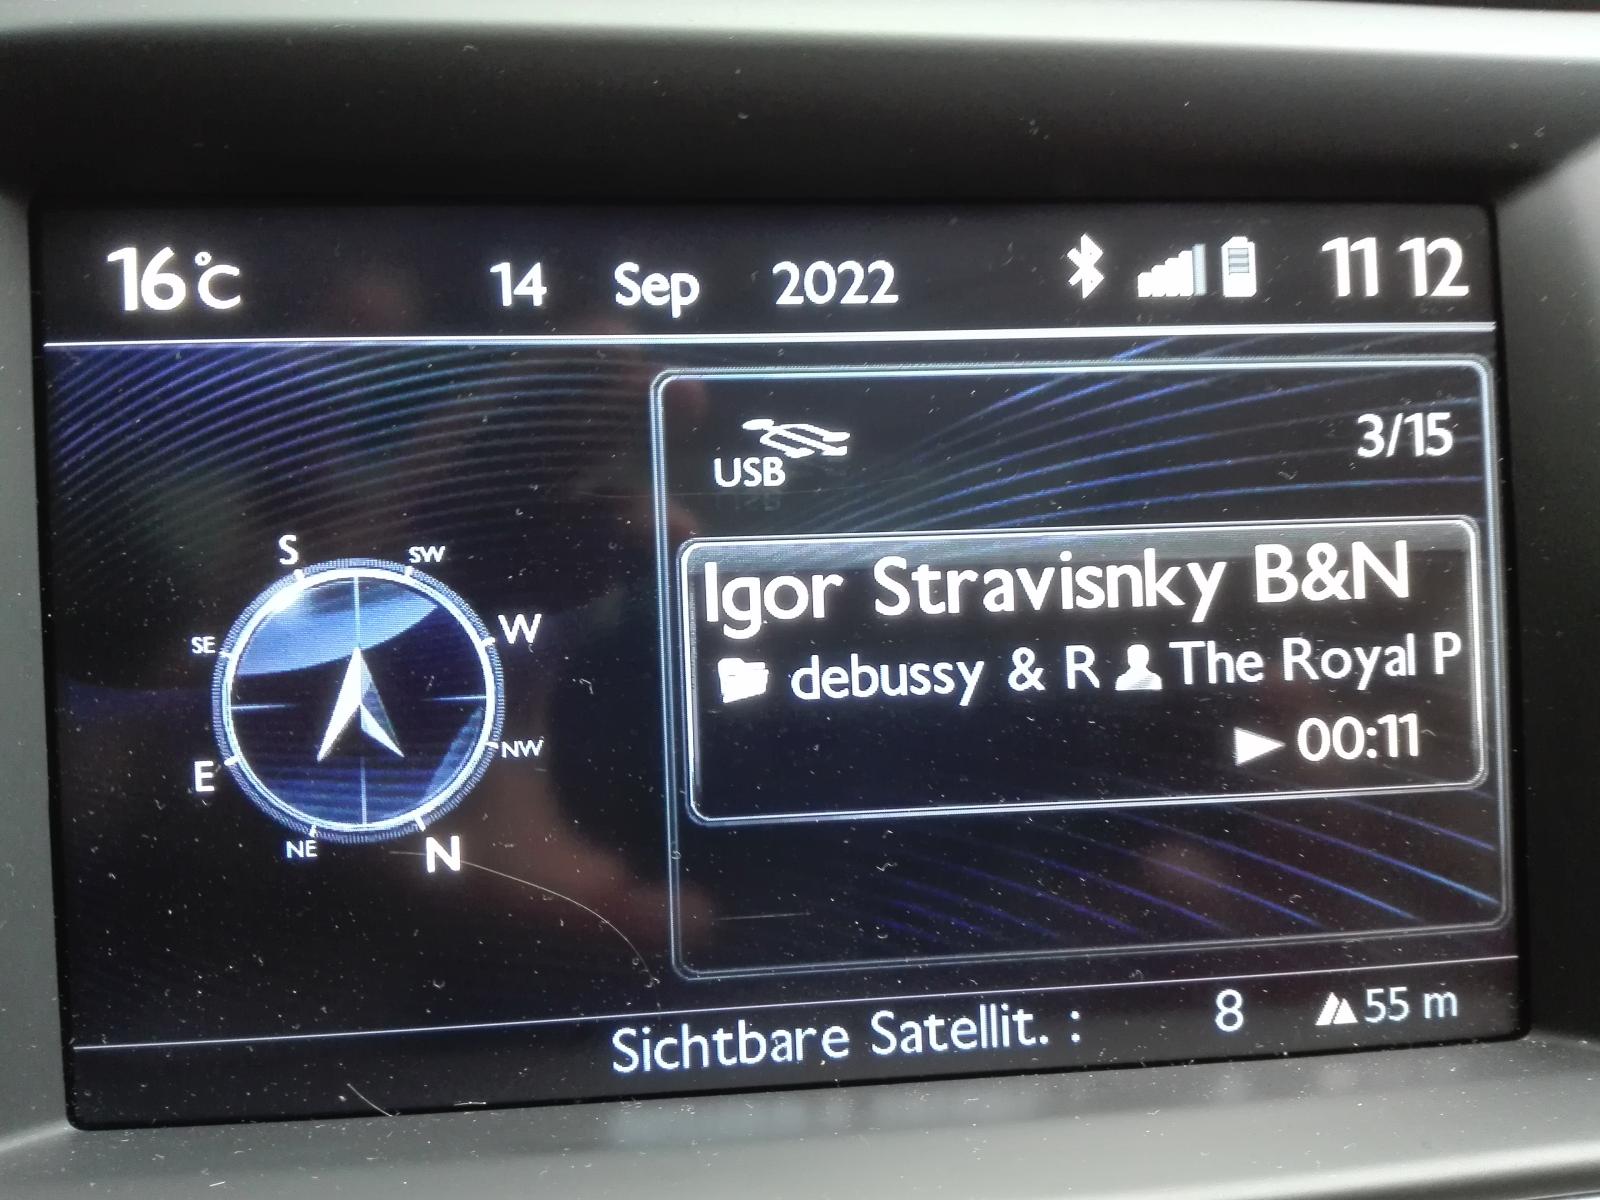 16°C 14 Sep 2022 11 12
USB 3/15
Igor Stravisnky B&N
debussy & R The Royal P
00:11
S SW
SE W
E NW
NE N
Sichtbare Satellit. : 8 55 m